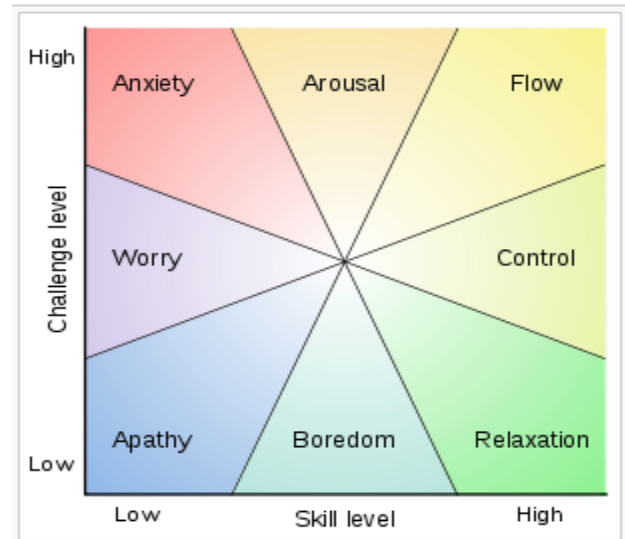 High
Anxiety
Arousal
Flow
Challenge level
Worry
Control
Apathy
Boredom
Relaxation
Low
Low
Skill level
High